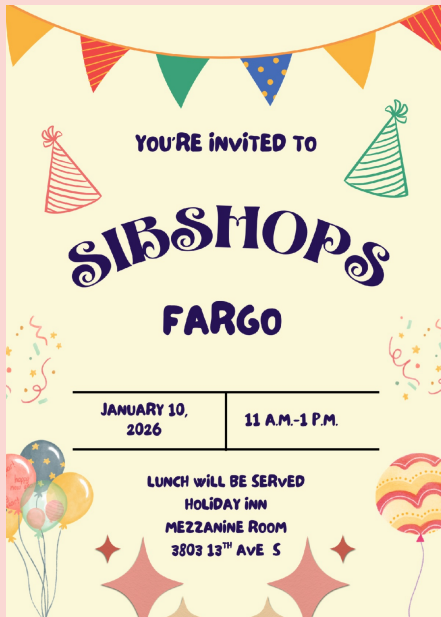 YOU'RE iNViTED TO
SIBSHOPS
FARGO
JANUARY 10,
2026
11 A.M.-1 P.M.
LUNCH WiLL BE SERVED
HOLiDAY iNN
MEZZANiNE ROOM
3803 13TH AVE S